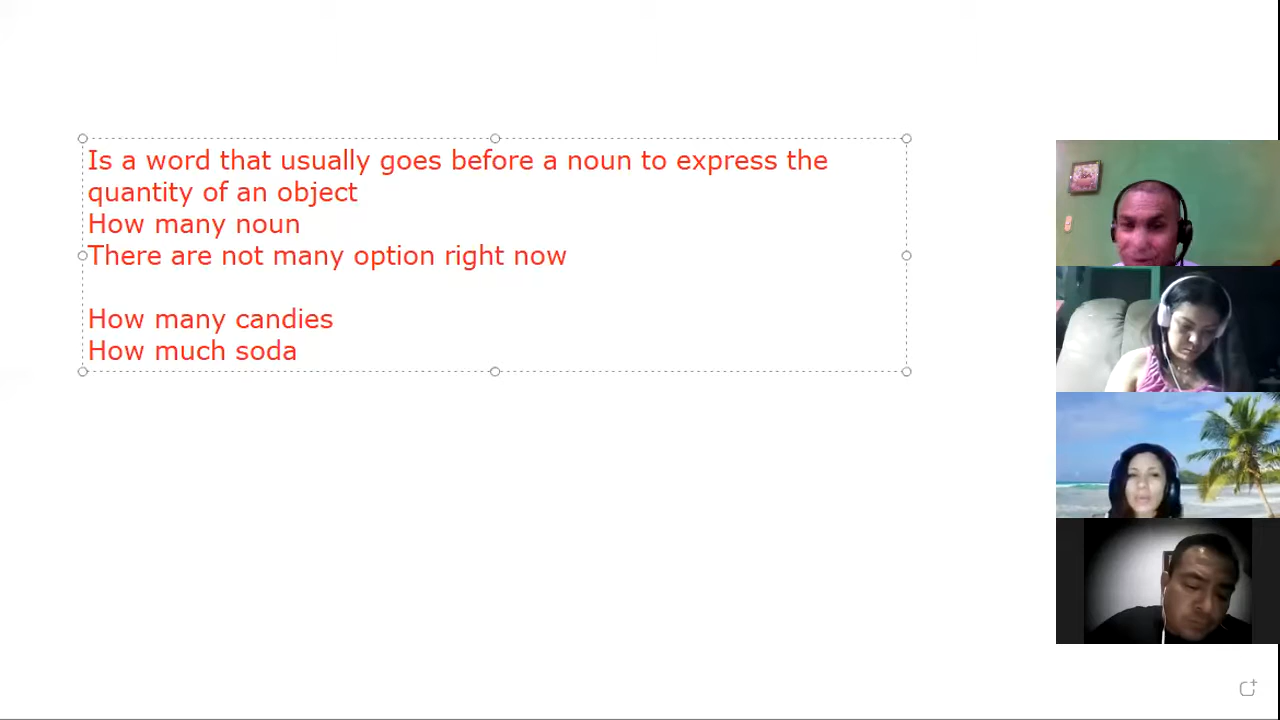 Is a word that usually goes before a noun to express the
quantity of an object
How many noun
There are not many option right now
How many candies
How much soda